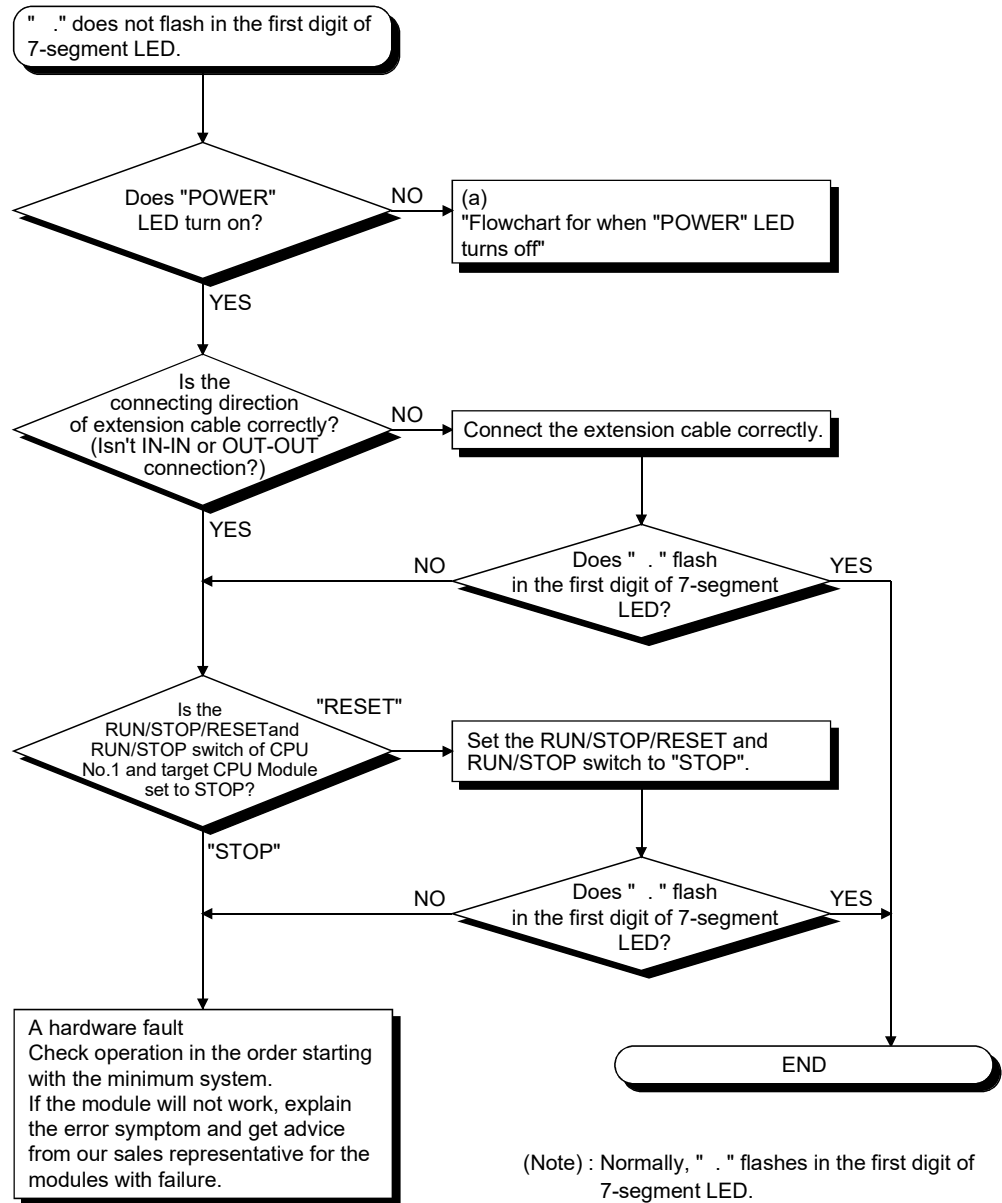 " ." does not flash in the first digit of
7-segment LED.
Does "POWER"
LED turn on?
NO
(a)
"Flowchart for when "POWER" LED
turns off"
YES
Is the
connecting direction
of extension cable correctly?
(Isn't IN-IN or OUT-OUT
connection?)
NO
Connect the extension cable correctly.
YES
NO
Does " . " flash
in the first digit of 7-segment
LED?
YES
Is the
RUN/STOP/RESETand
RUN/STOP switch of CPU
No.1 and target CPU Module
set to STOP?
"RESET"
Set the RUN/STOP/RESET and
RUN/STOP switch to "STOP".
"STOP"
NO
Does " . " flash
in the first digit of 7-segment
LED?
YES
A hardware fault
Check operation in the order starting
with the minimum system.
If the module will not work, explain
the error symptom and get advice
from our sales representative for the
modules with failure.
END
(Note) : Normally, " . " flashes in the first digit of
7-segment LED.